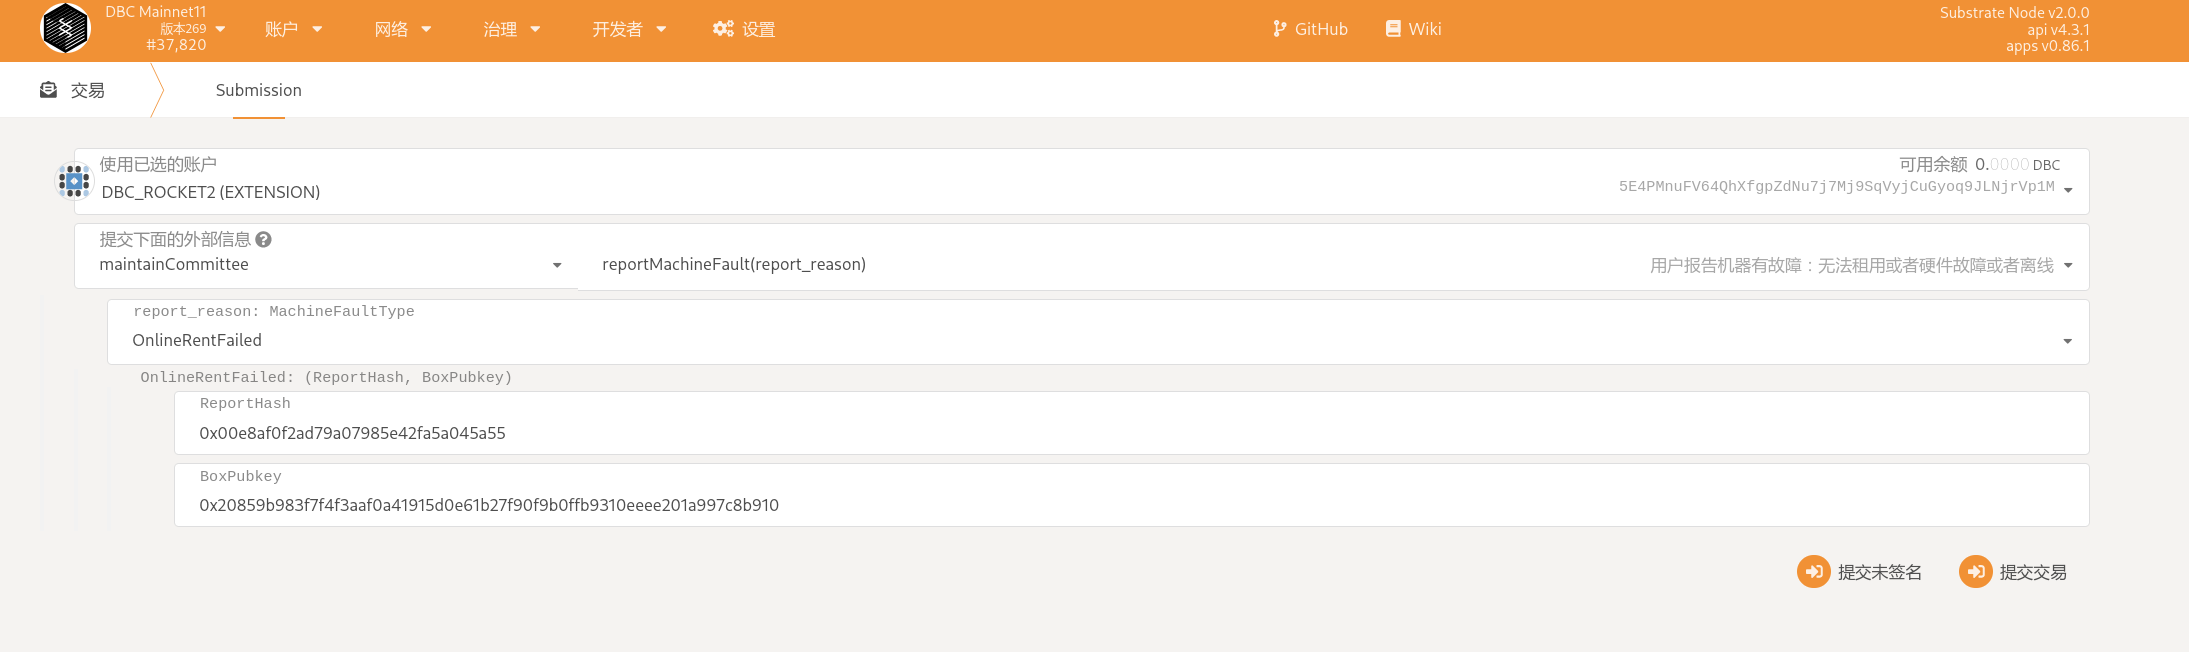 DBC Mainnet11
版本269
#37,820
账户
网络
治理
开发者
设置
GitHub
Wiki
Substrate Node v2.0.0
api v4.3.1
apps v0.86.1
交易
Submission
使用已选的账户
DBC_ROCKET2 (EXTENSION)
可用余额 0.0000 DBC
5E4PMnuFV64QhXfgpZdNu7j7Mj9SqVyjCuGyoq9JLNjrVp1M
提交下面的外部信息
maintainCommittee
reportMachineFault(report_reason)
用户报告机器有故障：无法租用或者硬件故障或者离线
report_reason: MachineFaultType
OnlineRentFailed
OnlineRentFailed: (ReportHash, BoxPubkey)
ReportHash
0x00e8af0f2ad79a07985e42fa5a045a55
BoxPubkey
0x20859b983f7f4f3aaf0a41915d0e61b27f90f9b0ffb9310eeee201a997c8b910
提交未签名
提交交易